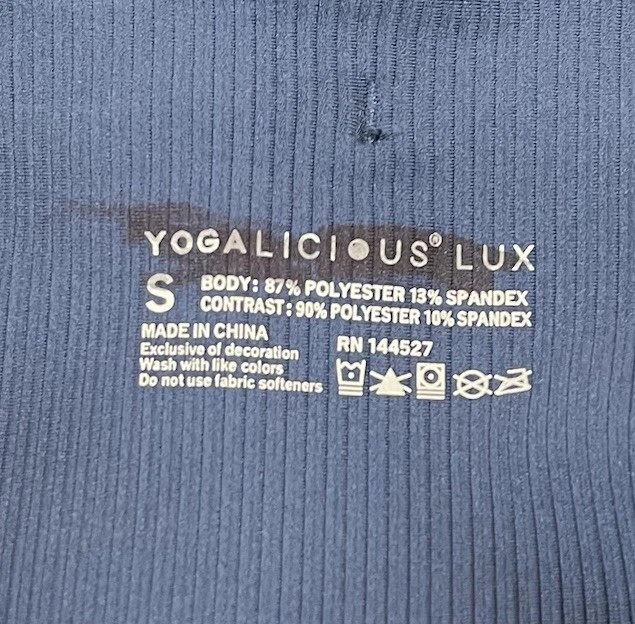 YOGALICIOUS® LUX
S
BODY: 87% POLYESTER 13% SPANDEX
CONTRAST: 90% POLYESTER 10% SPANDEX
MADE IN CHINA
Exclusive of decoration
Wash with like colors
Do not use fabric softeners
RN 144527